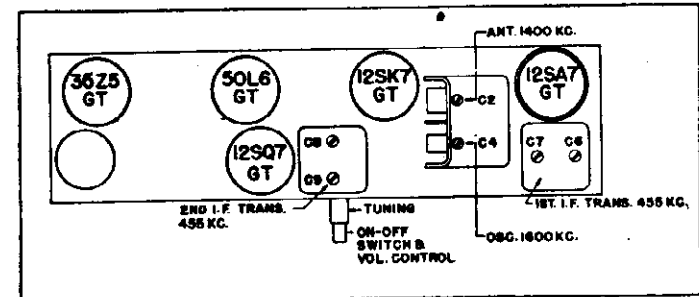 ANT. 1400 KC.
35Z5
GT
50L6
GT
12SK7
GT
12SA7
GT
C2
C4
C7 C6
12SQ7
GT
C8
C9
2ND I.F. TRANS.
455 KC.
1ST. I.F. TRANS. 455 KC.
TUNING
ON-OFF
SWITCH &
VOL. CONTROL
OSC. 1600 KC.